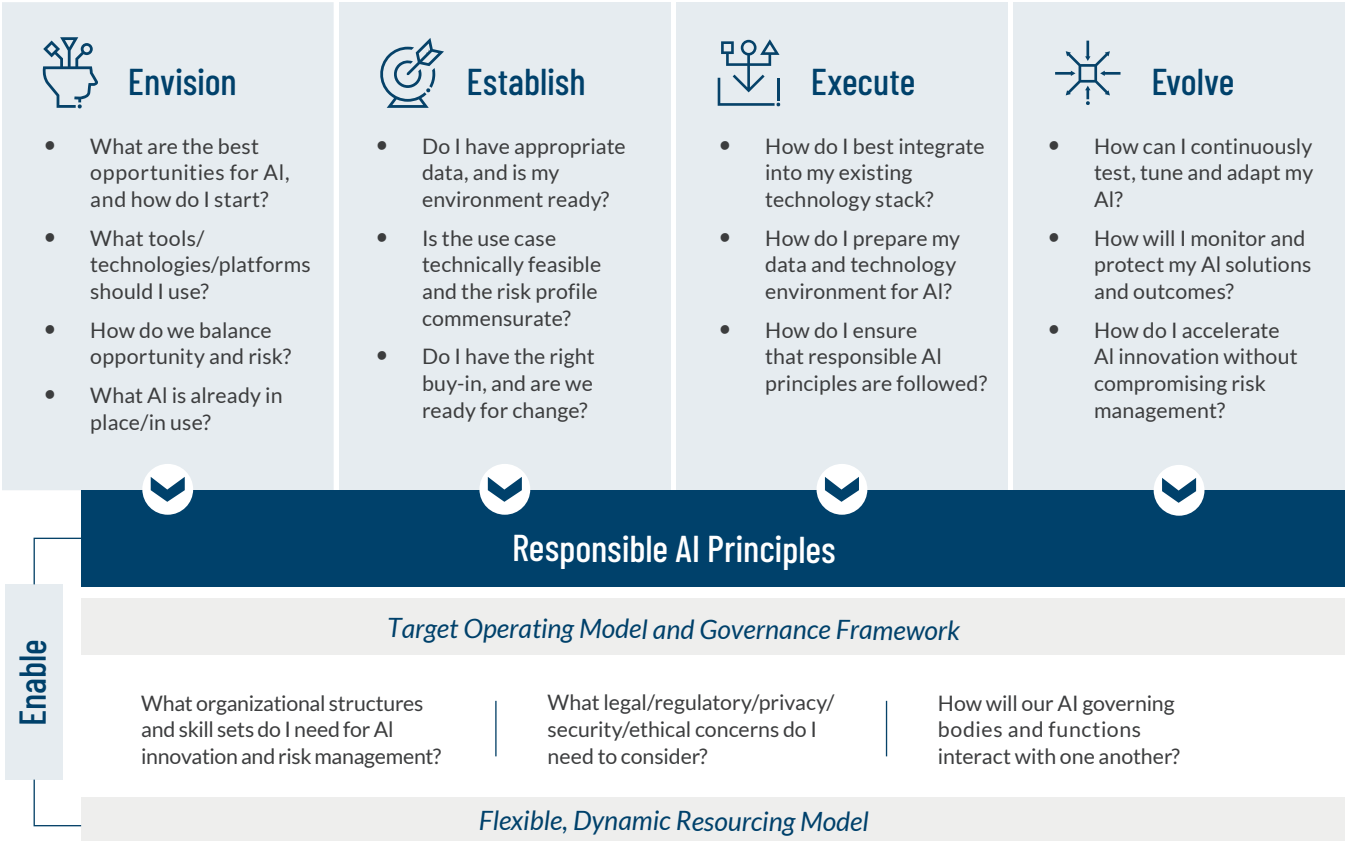 Envision
What are the best
opportunities for AI,
and how do I start?
What tools/
technologies/platforms
should I use?
How do we balance
opportunity and risk?
What AI is already in
place/in use?
Establish
Do I have appropriate
data, and is my
environment ready?
Is the use case
technically feasible
and the risk profile
commensurate?
Do I have the right
buy-in, and are we
ready for change?
Execute
How do I best integrate
into my existing
technology stack?
How do I prepare my
data and technology
environment for AI?
How do I ensure
that responsible AI
principles are followed?
Evolve
How can I continuously
test, tune and adapt my
AI?
How will I monitor and
protect my AI solutions
and outcomes?
How do I accelerate
AI innovation without
compromising risk
management?
Responsible AI Principles
Enable
Target Operating Model and Governance Framework
What organizational structures
and skill sets do I need for AI
innovation and risk management?
What legal/regulatory/privacy/
security/ethical concerns do I
need to consider?
How will our AI governing
bodies and functions
interact with one another?
Flexible, Dynamic Resourcing Model